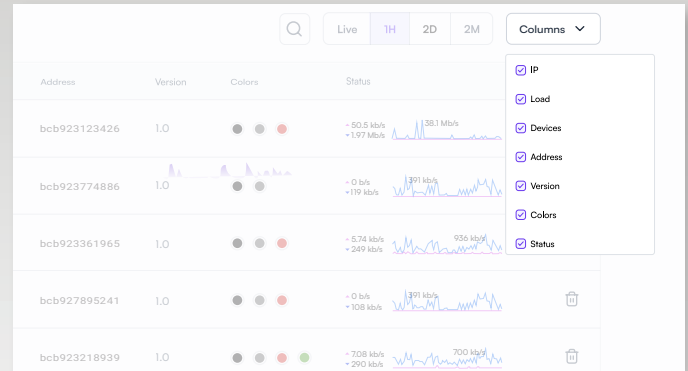 Live 1H 2D 2M Columns
IP
Load
Devices
Address
Version
Colors
Status
Address Version Colors Status
bcb923123426 1.0 50.5 kb/s 1.97 Mb/s 38.1 Mb/s
bcb923774886 1.0 0 b/s 119 kb/s 391 kb/s
bcb923361965 1.0 5.74 kb/s 249 kb/s 936 kb/s
bcb927895241 1.0 0 b/s 108 kb/s 391 kb/s
bcb923218939 1.0 7.08 kb/s 290 kb/s 700 kb/s